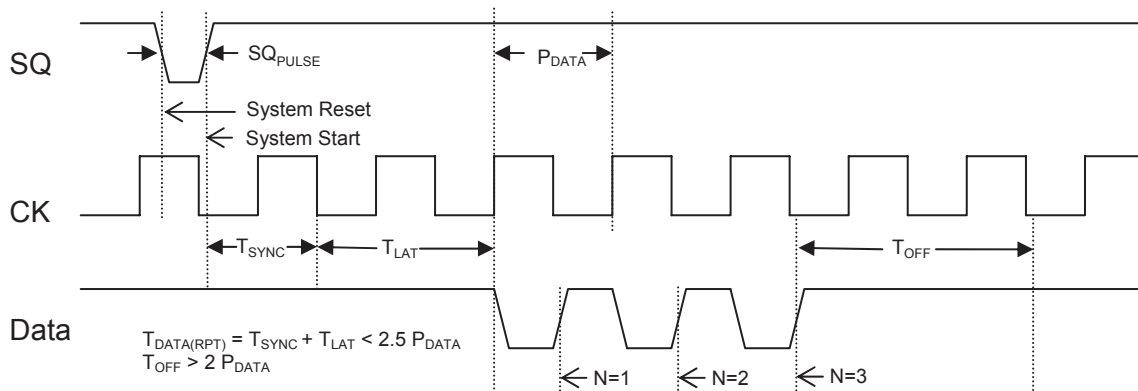 SQ
SQPULSE
PDATA
System Reset
System Start
CK
TSYNC
TLAT
TOFF
Data
TDATA(RPT) = TSYNC + TLAT < 2.5 PDATA
TOFF > 2 PDATA
N=1
N=2
N=3